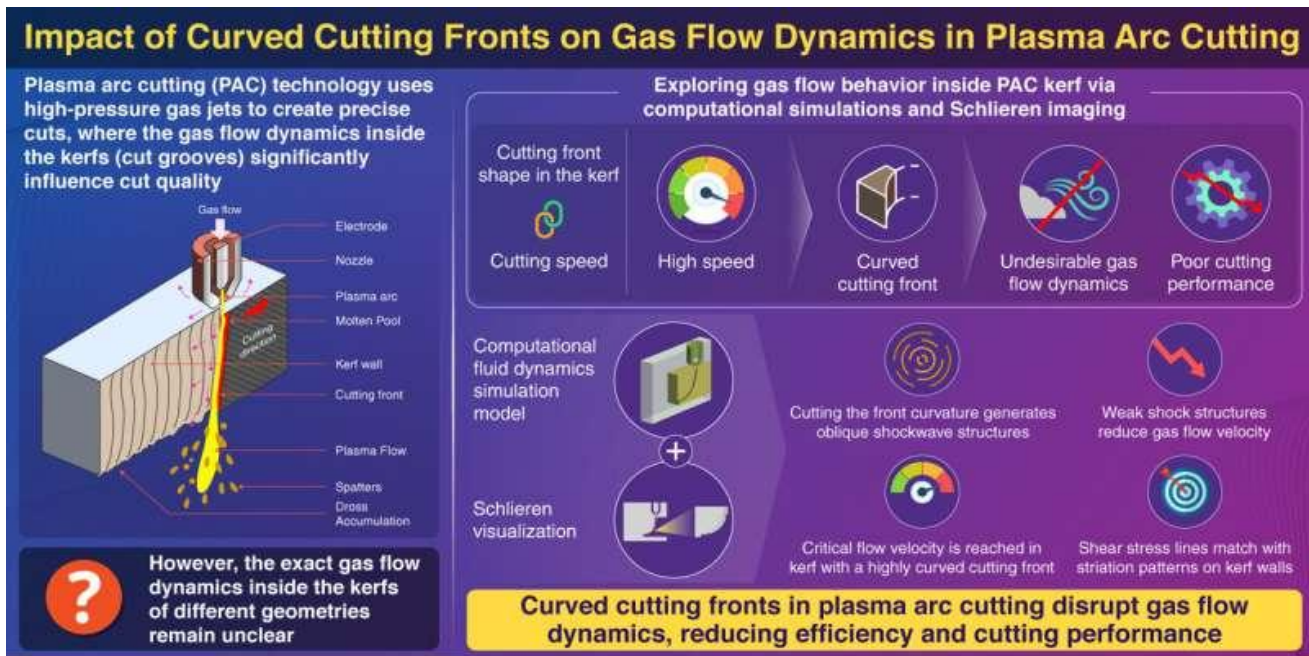 Impact of Curved Cutting Fronts on Gas Flow Dynamics in Plasma Arc Cutting
Plasma arc cutting (PAC) technology uses
high-pressure gas jets to create precise
cuts, where the gas flow dynamics inside
the kerfs (cut grooves) significantly
influence cut quality
Gas flow
Electrode
Nozzle
Plasma arc
Molten Pool
Cutting
direction
Kerf wall
Cutting front
Plasma Flow
Spatters
Dross
Accumulation
?
However, the exact gas flow
dynamics inside the kerfs
of different geometries
remain unclear
Exploring gas flow behavior inside PAC kerf via
computational simulations and Schlieren imaging
Cutting front
shape in the kerf
Cutting speed
High speed
Curved
cutting front
Undesirable gas
flow dynamics
Poor cutting
performance
Computational
fluid dynamics
simulation
model
+
Schlieren
visualization
Cutting the front curvature generates
oblique shockwave structures
Weak shock structures
reduce gas flow velocity
Critical flow velocity is reached in
kerf with a highly curved cutting front
Shear stress lines match with
striation patterns on kerf walls
Curved cutting fronts in plasma arc cutting disrupt gas flow
dynamics, reducing efficiency and cutting performance